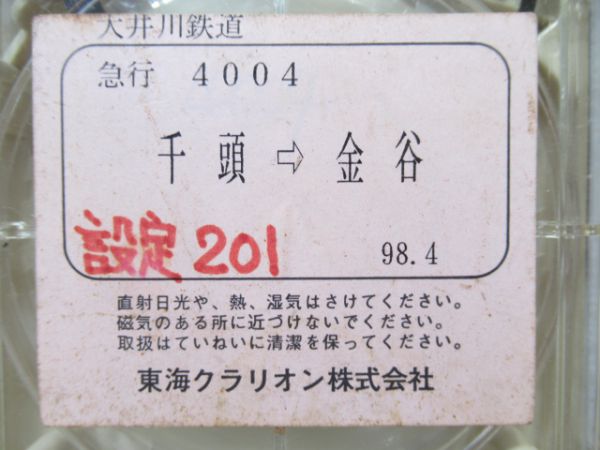 大井川鉄道
急行 4004
千頭⇨金谷
設定201 98.4
直射日光や、熱、湿気はさけてください。
磁気のある所に近づけないでください。
取扱はていねいに清潔を保ってください。
東海クラリオン株式会社